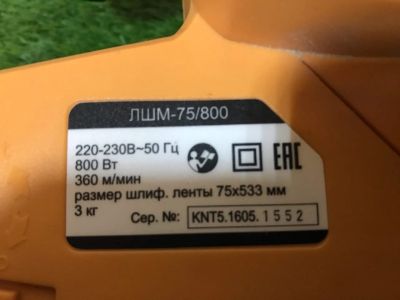 ЛШМ-75/800
220-230В~50 Гц
800 Вт
360 м/мин
размер шлиф. ленты 75х533 мм
3 кг
Сер. №: KNT5.1605.1552
EAC